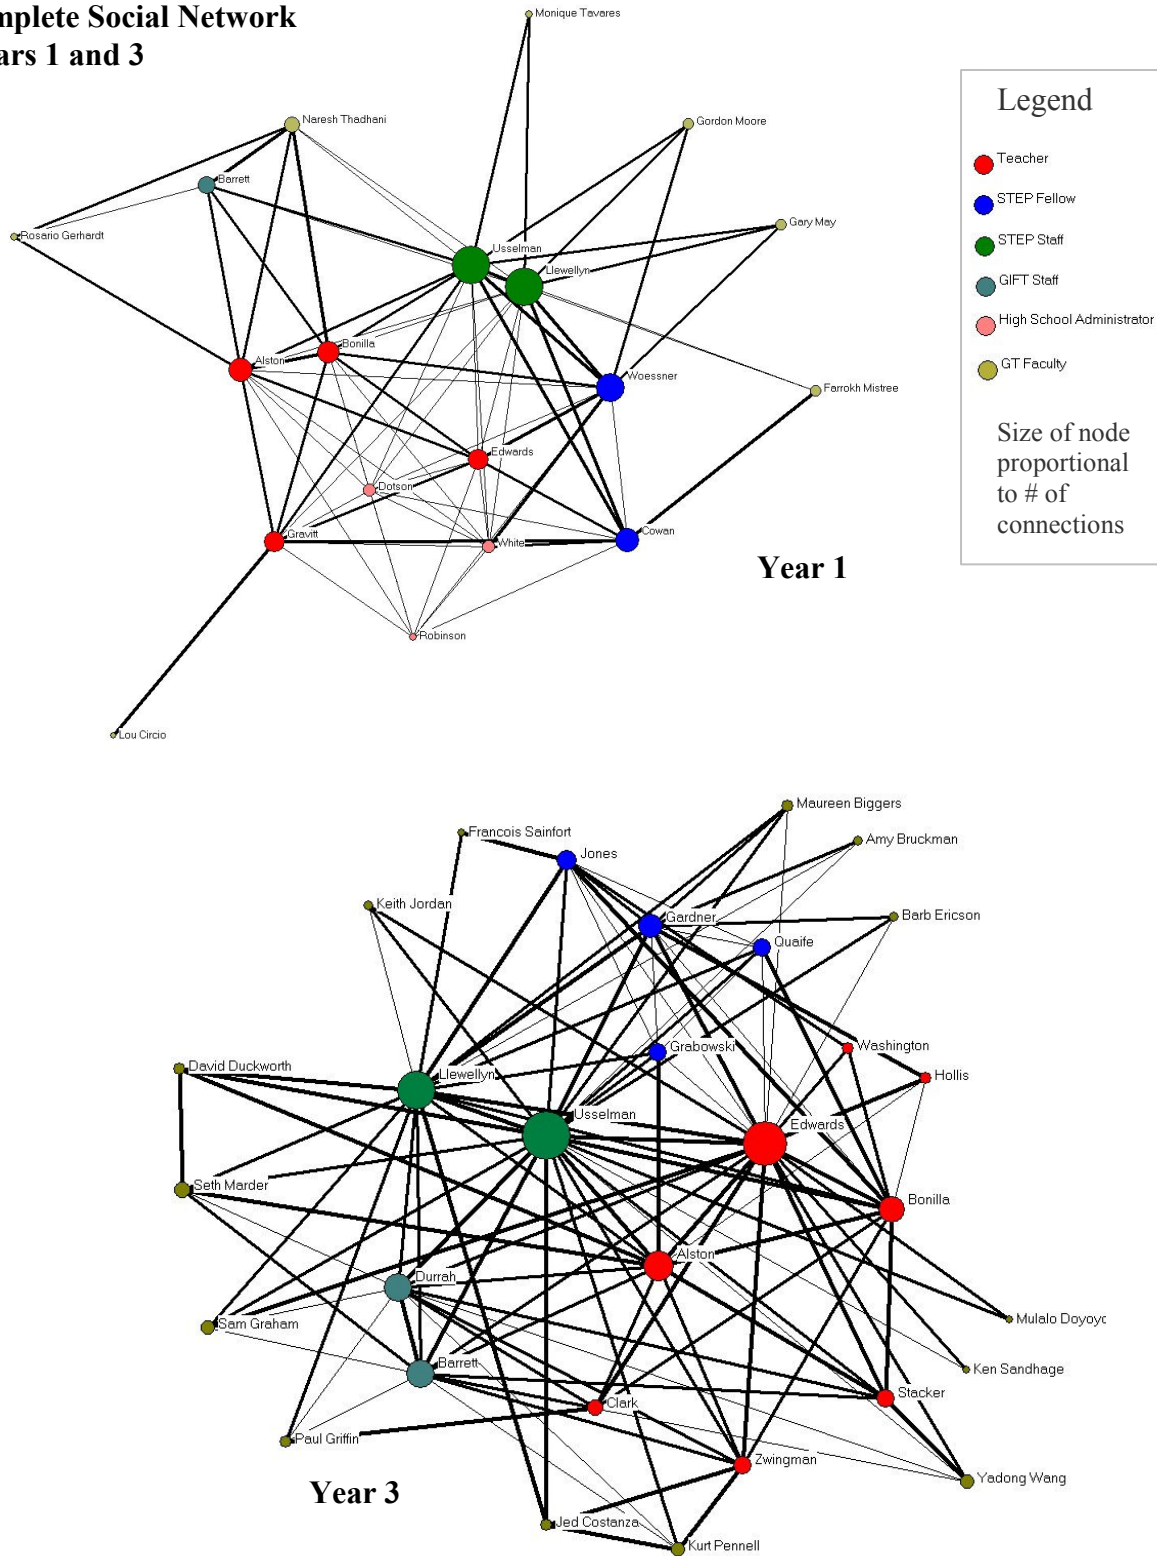 mplete Social Network
ars 1 and 3
Monique Tavares
Naresh Thadhani
Gordon Moore
Barrett
Rosario Gerhardt
Gary May
Usselman
Llewellyn
Bonilla
Alston
Woessner
Farrokh Mistree
Edwards
Dotson
Gravitt
White
Cowan
Year 1
Robinson
Lou Circio
Legend
Teacher
STEP Fellow
STEP Staff
GIFT Staff
High School Administrator
GT Faculty
Size of node
proportional
to # of
connections
Maureen Biggers
Francois Sainfort
Amy Bruckman
Jones
Keith Jordan
Gardner
Barb Ericson
Quaife
Grabowski
Washington
David Duckworth
Llewellyn
Hollis
Usselman
Edwards
Seth Marder
Bonilla
Alston
Durrah
Sam Graham
Mulalo Doyoyo
Barrett
Ken Sandhage
Clark
Stacker
Paul Griffin
Zwingman
Yadong Wang
Year 3
Jed Costanza
Kurt Pennell